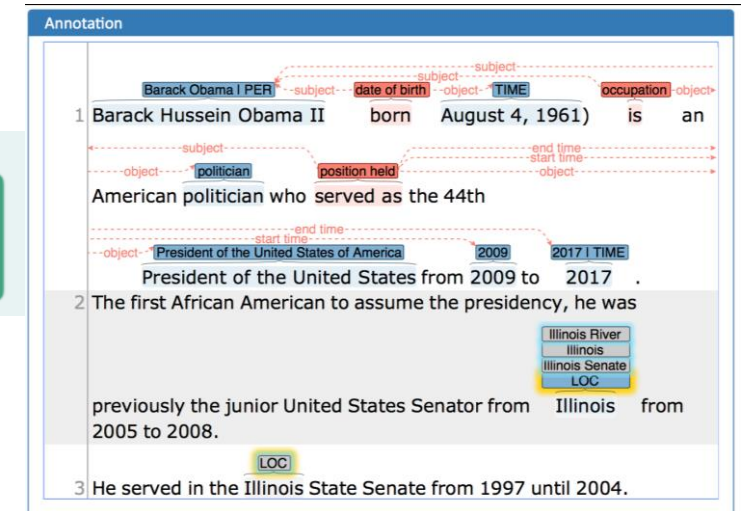 Annotation
subject
subject
Barack Obama | PER subject date of birth object TIME occupation object
1 Barack Hussein Obama II born August 4, 1961) is an
subject end time
start time
object politician position held object
American politician who served as the 44th
end time
start time
object President of the United States of America 2009 2017 | TIME
President of the United States from 2009 to 2017 .
2 The first African American to assume the presidency, he was
Illinois River
Illinois
Illinois Senate
LOC
previously the junior United States Senator from Illinois from
2005 to 2008.
LOC
3 He served in the Illinois State Senate from 1997 until 2004.